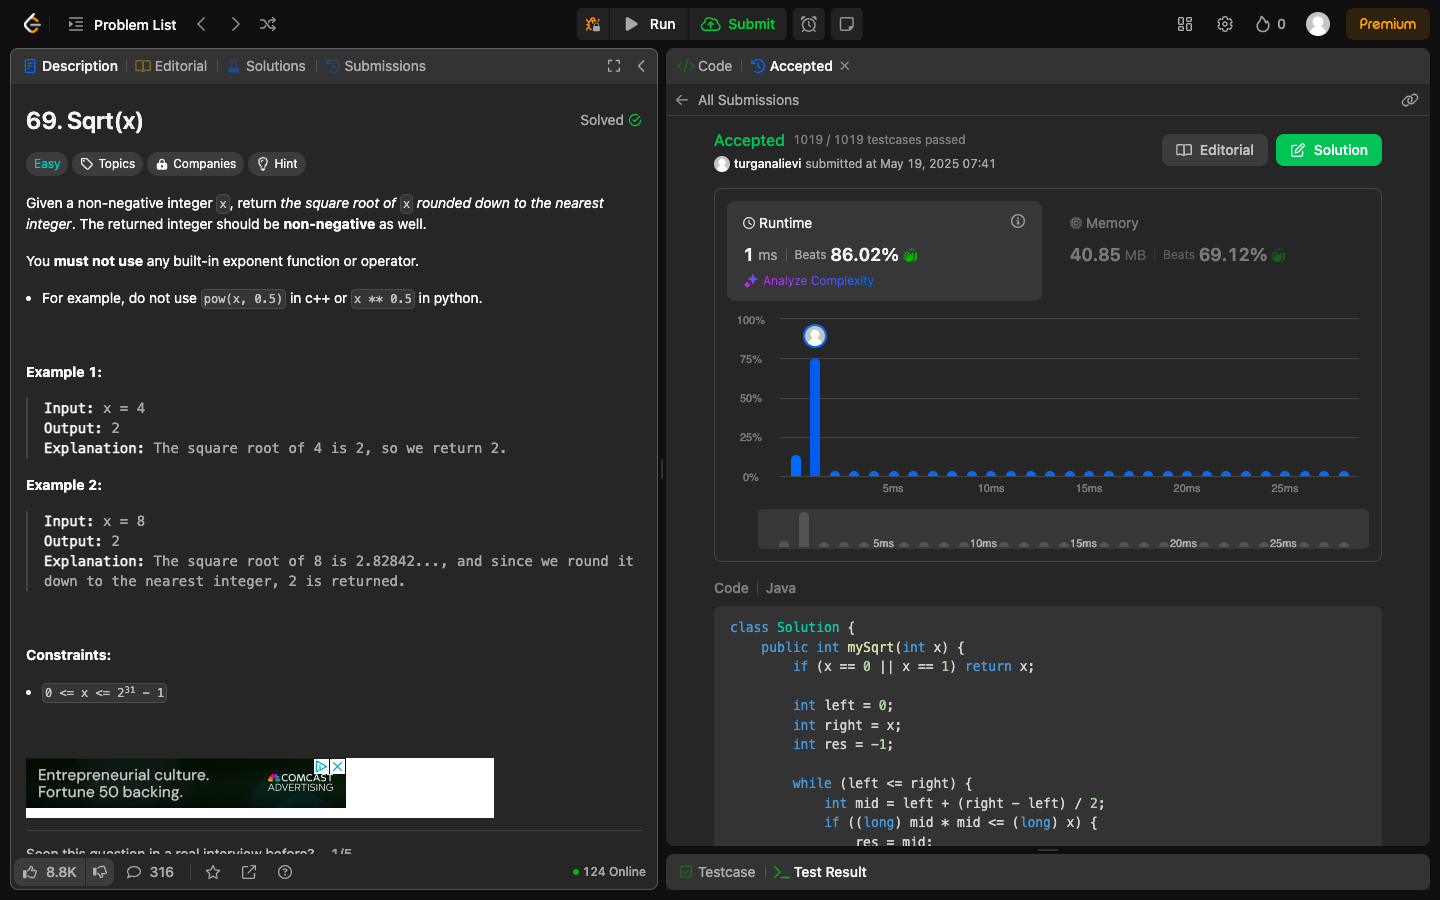 Problem List
Run
Submit
0
Premium
Description
Editorial
Solutions
Submissions
69. Sqrt(x)
Solved
Easy
Topics
Companies
Hint
Given a non-negative integer x, return the square root of x rounded down to the nearest
integer. The returned integer should be non-negative as well.
You must not use any built-in exponent function or operator.
• For example, do not use pow(x, 0.5) in c++ or x ** 0.5 in python.
Example 1:
Input: x = 4
Output: 2
Explanation: The square root of 4 is 2, so we return 2.
Example 2:
Input: x = 8
Output: 2
Explanation: The square root of 8 is 2.82842..., and since we round it
down to the nearest integer, 2 is returned.
Constraints:
• 0 <= x <= 2³¹ - 1
Entrepreneurial culture.
Fortune 50 backing.
COMCAST
ADVERTISING
Seen this question in a real interview before? 1/5
8.8K
316
124 Online
Code
Accepted
All Submissions
Accepted 1019 / 1019 testcases passed
turganalievi submitted at May 19, 2025 07:41
Editorial
Solution
Runtime
1 ms | Beats 86.02%
Analyze Complexity
Memory
40.85 MB | Beats 69.12%
100%
75%
50%
25%
0%
5ms 10ms 15ms 20ms 25ms
5ms 10ms 15ms 20ms 25ms
Code | Java
class Solution {
public int mySqrt(int x) {
if (x == 0 || x == 1) return x;
int left = 0;
int right = x;
int res = -1;
while (left <= right) {
int mid = left + (right - left) / 2;
if ((long) mid * mid <= (long) x) {
res = mid;
Testcase
Test Result